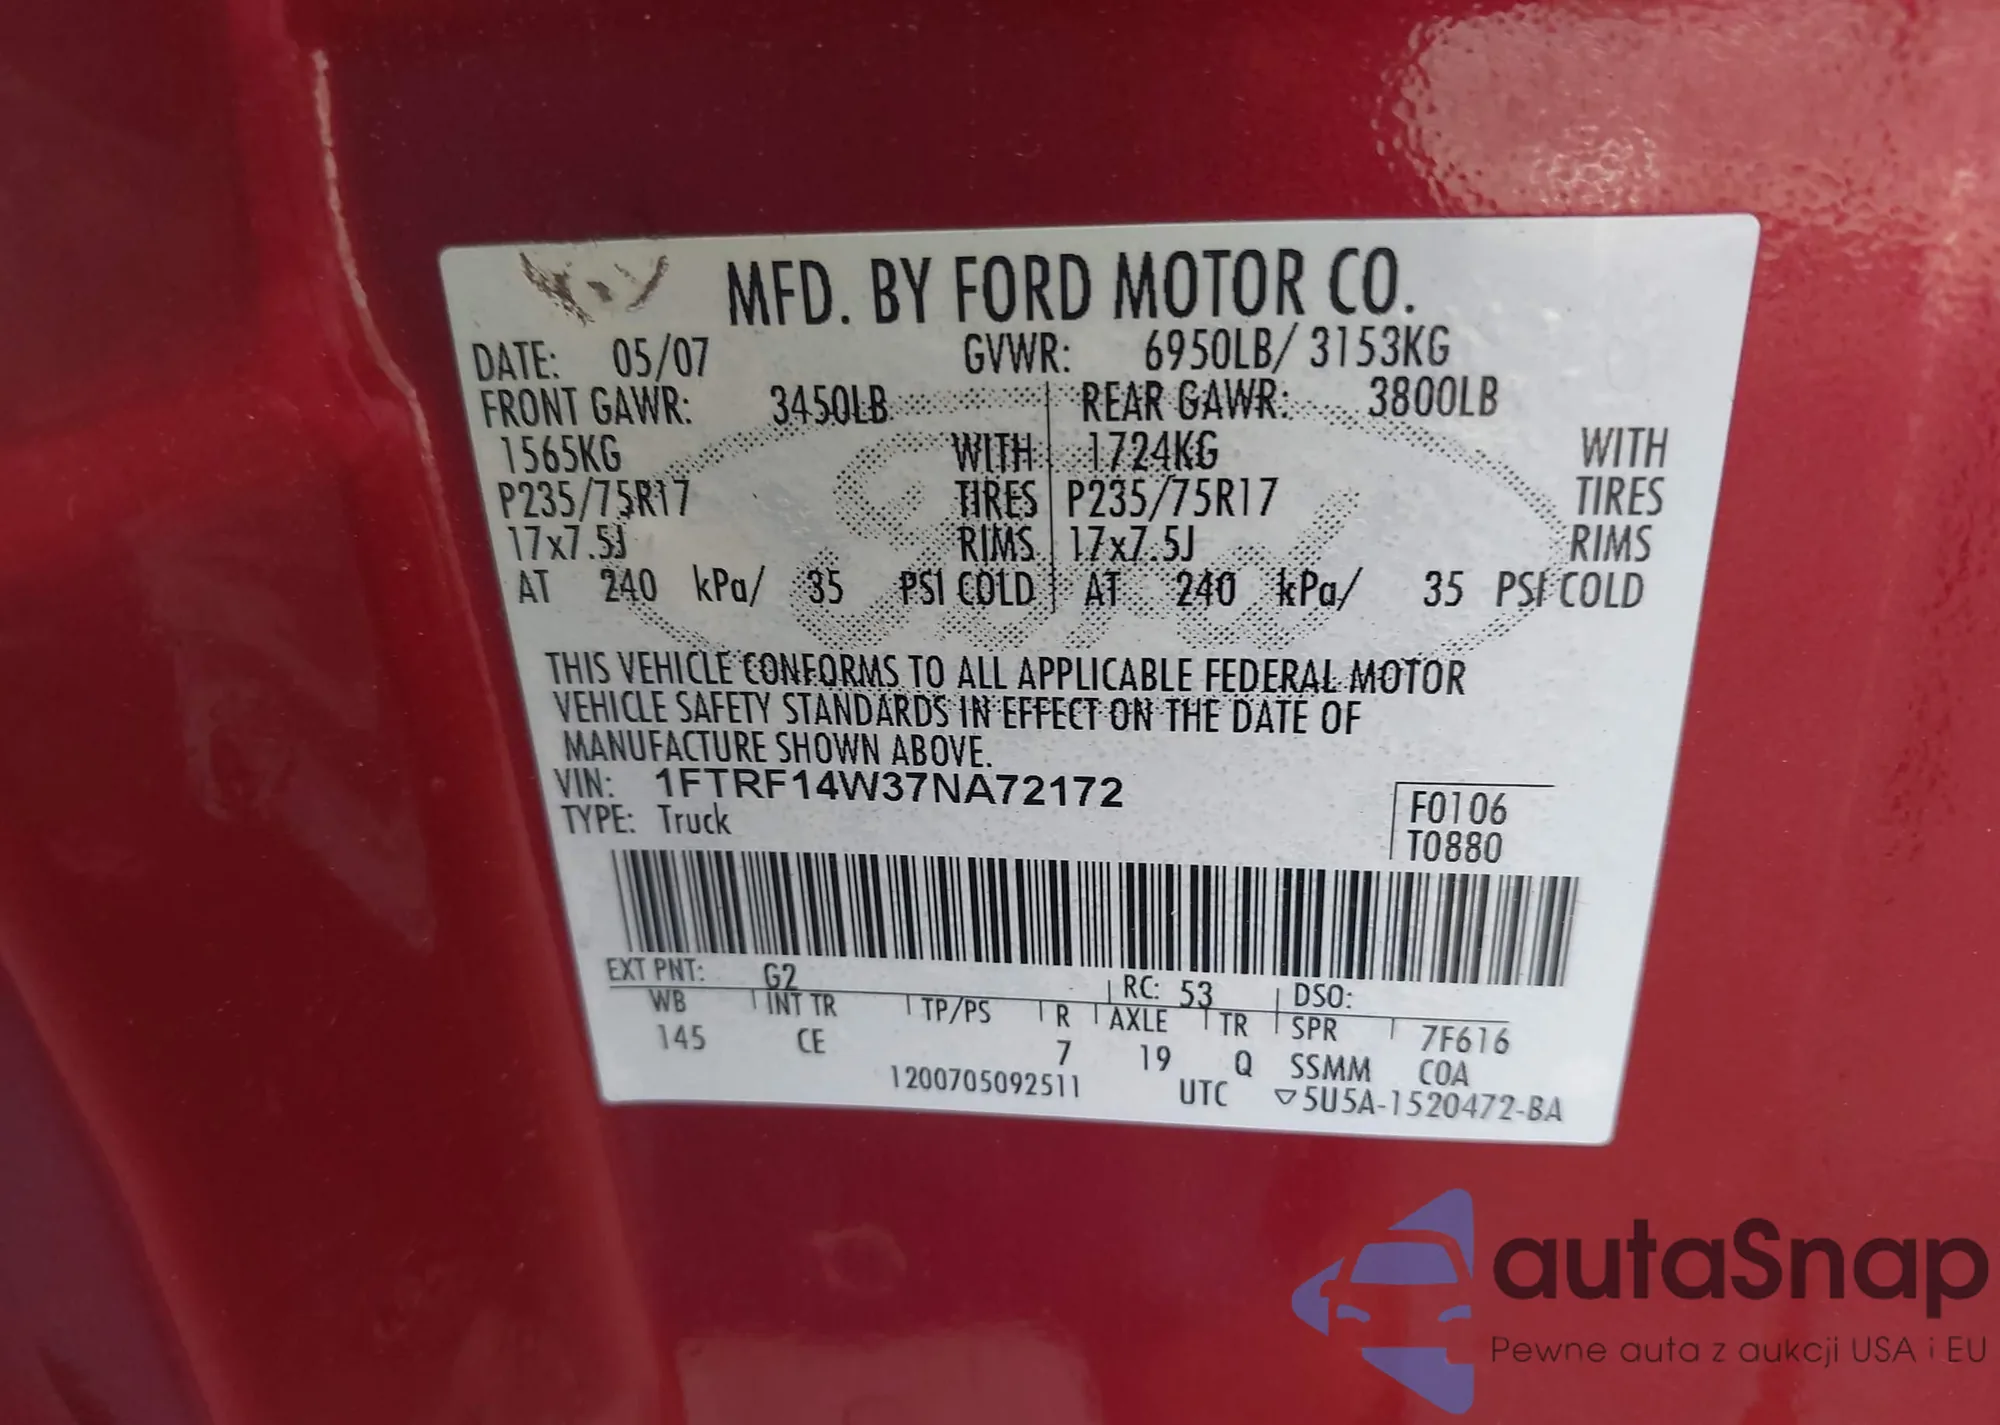 MFD. BY FORD MOTOR CO.
DATE: 05/07 GVWR: 6950LB/ 3153KG
FRONT GAWR: 3450LB REAR GAWR: 3800LB
1565KG WITH 1724KG WITH
P235/75R17 TIRES P235/75R17 TIRES
17x7.5J RIMS 17x7.5J RIMS
AT 240 kPa/ 35 PSI COLD AT 240 kPa/ 35 PSI COLD
THIS VEHICLE CONFORMS TO ALL APPLICABLE FEDERAL MOTOR
VEHICLE SAFETY STANDARDS IN EFFECT ON THE DATE OF
MANUFACTURE SHOWN ABOVE.
VIN: 1FTRF14W37NA72172
TYPE: Truck
F0106
T0880
EXT PNT: G2 RC: 53 DSO:
WB INT TR TP/PS R AXLE TR SPR 7F616
145 CE 7 19 Q SSMM COA
1200705092511 UTC ▽5U5A-1520472-BA
Ford
autaSnap
Pewne auta z aukcji USA i EU